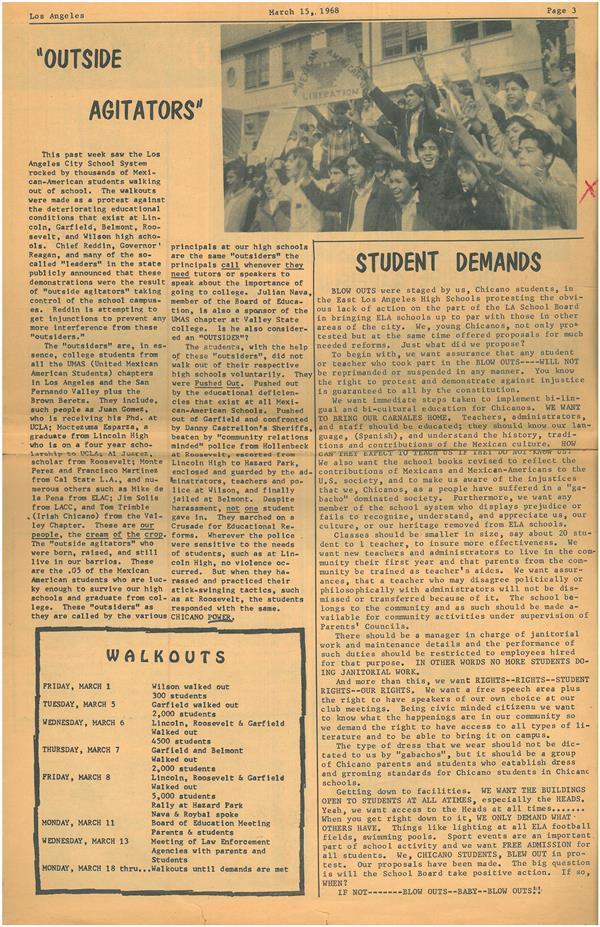 Los Angeles
March 15,. 1968
Page 3
"OUTSIDE
AGITATORS"
This past week saw the Los
Angeles City School System
rocked by thousands of Mexi-
can-American students walking
out of school. The walkouts
were made as a protest against
the deteriorating educational
conditions that exist at Lin-
coln, Garfield, Belmont, Roo-
sevelt, and Wilson high scho-
ols. Chief Reddin, Governor'
Reagan, and many of the so-
called "leaders" in the state
publicly announced that these
demonstrations were the result
of "outside agitators" taking
control of the school campus-
es. Reddin is attempting to
get injunctions to prevent any
more interference from these
"outsiders."
The "outsiders" are, in es-
sence, college students from
all the UMAS (United Mexican
American Students) chapters
in Los Angeles and the San
Fernando Valley plus the
Brown Berets. They include,
such people as Juan Gomes,
who is receiving his Phd. at
UCLA; Moctezuma Esparza, a
graduate from Lincoln High
who is on a four year scho-
larship to UCLA; Al Juarez,
scholar from Roosevelt; Monte
Perez and Francisco Martines
from Cal State L.A., and nu-
merous others such as Mike de
la Pena from ELAC; Jim Solis
from LACC, and Tom Trimble
(Irish Chicano) from the Val-
ley Chapter. These are our
people, the cream of the crop.
The "outside agitators" who
were born, raised, and still
live in our barrios. These
are the .05 of the Mexican
American students who are luc-
ky enough to survive our high
schools and graduate from col-
lege. These "outsiders" as
they are called by the various
principals at our high schools
are the same "outsiders" the
principals call whenever they
need tutors or speakers to
speak about the importance of
going to college. Julian Nava,
member of the Board of Educa-
tion, is also a sponsor of the
UMAS chapter at Valley State
college. Is he also consider-
ed an "OUTSIDER"?
The students, with the help
of these "outsiders", did not
walk out of their respective
high schools voluntarily. They
were Pushed Out. Pushed out
by the educational deficien-
cies that exist at all Mexi-
can-American Schools. Pushed
out of Garfield and confronted
by Danny Castrellon's Sheriffs,
beaten by "community relations
minded" police from Hollenbeck
at Roosevelt, escorted from
Lincoln High to Hazard Park,
enclosed and guarded by the ad-
ministrators, teachers and po-
lice at Wilson, and finally
jailed at Belmont. Despite
harassment, not one student
gave in. They marched on a
Crusade for Educational Re-
forms. Wherever the police
were sensitive to the needs
of students, such as at Lin-
coln High, no violence oc-
curred. But when they ha-
rassed and practiced their
stick-swinging tactics, such
as at Roosevelt, the students
responded with the same.
CHICANO POWER.
WALKOUTS
FRIDAY, MARCH 1 Wilson walked out
300 students
TUESDAY, MARCH 5 Garfield walked out
2,000 students
WEDNESDAY, MARCH 6 Lincoln, Roosevelt & Garfield
Walked out
4500 students
THURSDAY, MARCH 7 Garfield and Belmont
Walked out
2,000 students
FRIDAY, MARCH 8 Lincoln, Roosevelt & Garfield
Walked out
5,000 students
Rally at Hazard Park
Nava & Roybal spoke
MONDAY, MARCH 11 Board of Education Meeting
Parents & students
WEDNESDAY, MARCH 13 Meeting of Law Enforcement
Agencies with parents and
Students
MONDAY, MARCH 18 thru...Walkouts until demands are met
LIBERATION
STUDENT DEMANDS
BLOW OUTS were staged by us, Chicano students, in
the East Los Angeles High Schools protesting the obvi-
ous lack of action on the part of the LA School Board
in bringing ELA schools up to par with those in other
areas of the city. We, young Chicanos, not only pro-
tested but at the same time offered proposals for much
needed reforms. Just what did we propose?
To begin with, we want assurance that any student
or teacher who took part in the BLOW OUTS----WILL NOT
be reprimanded or suspended in any manner. You know
the right to protest and demonstrate against injustice
is guaranteed to all by the constitution.
We want immediate steps taken to implement bi-lin-
gual and bi-cultural education for Chicanos. WE WANT
TO BRING OUR CARNALES HOME. Teachers, administrators,
and staff should be educated; they should know our lan-
guage, (Spanish), and understand the history, tradi-
tions and contributions of the Mexican culture. HOW
CAN THEY EXPECT TO TEACH US IF THEY DO NOT KNOW US?
We also want the school books revised to reflect the
contributions of Mexicans and Mexican-Americans to the
U.S. society, and to make us aware of the injustices
that we, Chicanos, as a people have suffered in a "ga-
bacho" dominated society. Furthermore, we want any
member of the school system who displays prejudice or
fails to recognize, understand, and appreciate us, our
culture, or our heritage removed from ELA schools.
Classes should be smaller in size, say about 20 stu-
dent to 1 teacher, to insure more effectiveness. We
want new teachers and administrators to live in the com-
munity their first year and that parents from the com-
munity be trained as teacher's aides. We want assur-
ances, that a teacher who may disagree politically or
philosophically with administrators will not be dis-
missed or transferred because of it. The school be-
longs to the community and as such should be made a-
vailable for community activities under supervision of
Parents' Councils.
There should be a manager in charge of janitorial
work and maintenance details and the performance of
such duties should be restricted to employees hired
for that purpose. IN OTHER WORDS NO MORE STUDENTS DO-
ING JANITORIAL WORK.
And more than this, we want RIGHTS--RIGHTS--STUDENT
RIGHTS--OUR RIGHTS. We want a free speech area plus
the right to have speakers of our own choice at our
club meetings. Being civic minded citizens we want to
know what the happenings are in our community so
we demand the right to have access to all types of li-
terature and to be able to bring it on campus.
The type of dress that we wear should not be dic-
tated to us by "gabachos", but it should be a group
of Chicano parents and students who eatablish dress
and grroming standards for Chicano students in Chicano
schools.
Getting down to facilities. WE WANT THE BUILDINGS
OPEN TO STUDENTS AT ALL ATIMES, especially the HEADS.
Yeah, we want access to the Heads at all times.......
When you get right down to it, WE ONLY DEMAND WHAT
OTHERS HAVE. Things like lighting at all ELA football
fields, swimming pools. Sport events are an important
part of school activity and we want FREE ADMISSION for
all students. We, CHICANO STUDENTS, BLEW OUT in pro-
test. Our proposals have been made. The big question
is will the School Board take positive action. If so,
WHEN?
IF NOT-------BLOW OUTS--BABY--BLOW OUTS!!